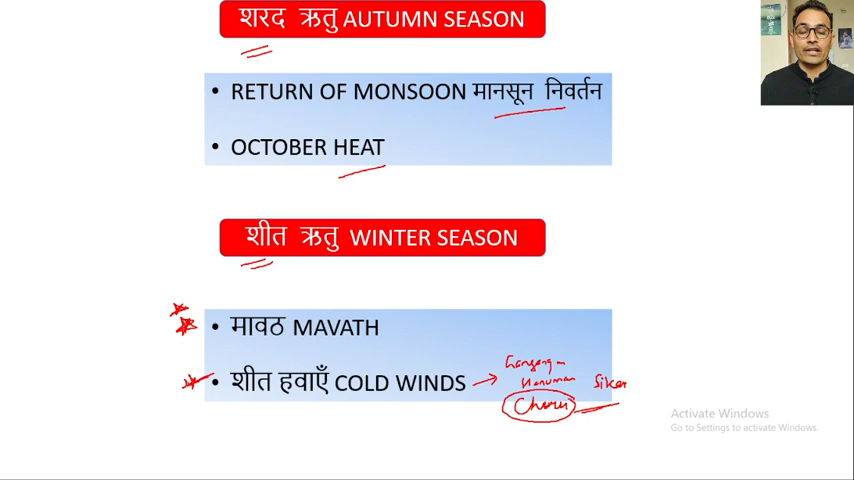 शरद ऋतु AUTUMN SEASON
• RETURN OF MONSOON मानसून निवर्तन
• OCTOBER HEAT
शीत ऋतु WINTER SEASON
• मावठ MAVATH
• शीत हवाएँ COLD WINDS
Hanuman Sikar
Churu
Activate Windows
Go to Settings to activate Windows.